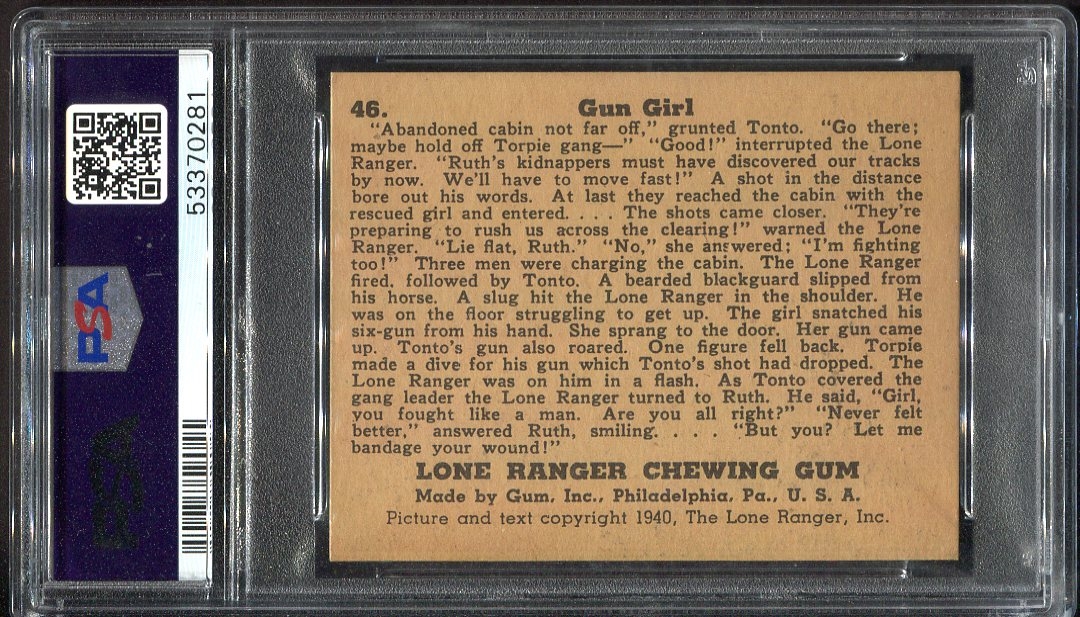 46. Gun Girl
"Abandoned cabin not far off," grunted Tonto. "Go there;
maybe hold off Torpie gang—" "Good!" interrupted the Lone
Ranger. "Ruth's kidnappers must have discovered our tracks
by now. We'll have to move fast!" A shot in the distance
bore out his words. At last they reached the cabin with the
rescued girl and entered. . . . The shots came closer. "They're
preparing to rush us across the clearing!" warned the Lone
Ranger. "Lie flat, Ruth." "No," she answered; "I'm fighting
too!" Three men were charging the cabin. The Lone Ranger
fired, followed by Tonto. A bearded blackguard slipped from
his horse. A slug hit the Lone Ranger in the shoulder. He
was on the floor struggling to get up. The girl snatched his
six-gun from his hand. She sprang to the door. Her gun came
up. Tonto's gun also roared. One figure fell back. Torpie
made a dive for his gun which Tonto's shot had dropped. The
Lone Ranger was on him in a flash. As Tonto covered the
gang leader the Lone Ranger turned to Ruth. He said, "Girl,
you fought like a man. Are you all right?" "Never felt
better," answered Ruth, smiling. . . . "But you? Let me
bandage your wound!"
LONE RANGER CHEWING GUM
Made by Gum, Inc., Philadelphia, Pa., U. S. A.
Picture and text copyright 1940, The Lone Ranger, Inc.
53370281
PSA
PSA